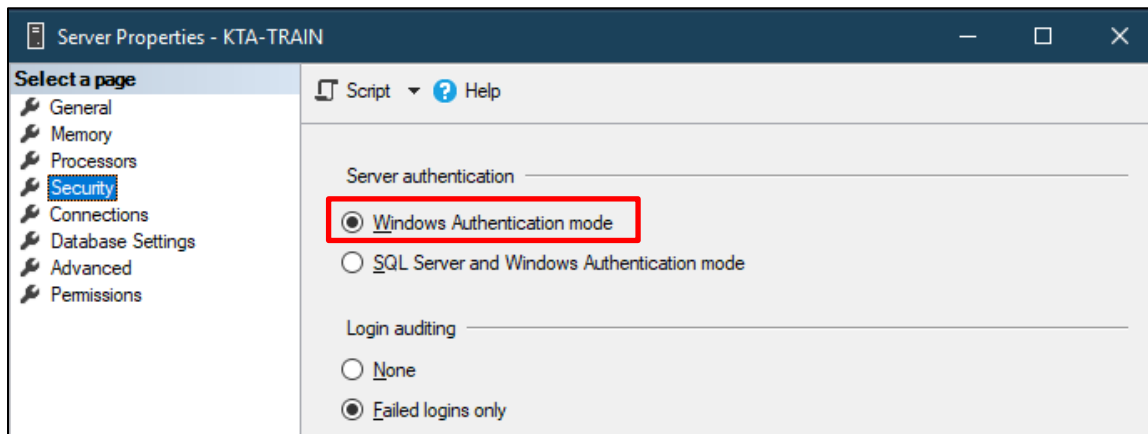 Server Properties - KTA-TRAIN
Select a page
General
Memory
Processors
Security
Connections
Database Settings
Advanced
Permissions
Script
Help
Server authentication
Windows Authentication mode
SQL Server and Windows Authentication mode
Login auditing
None
Failed logins only